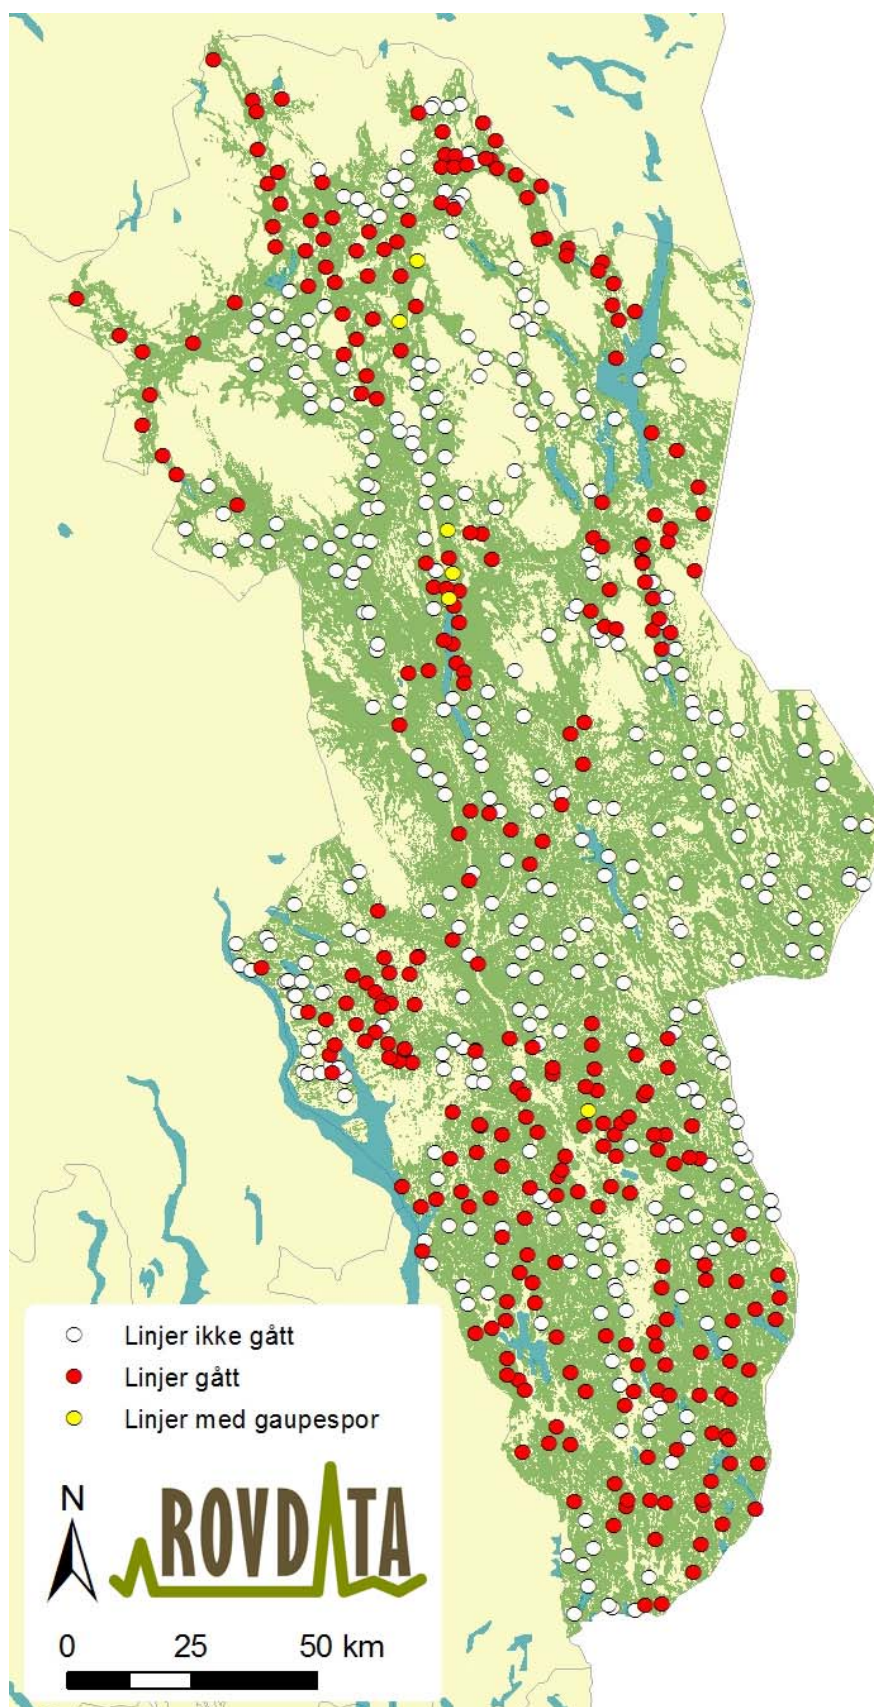 Linjer ikke gått
Linjer gått
Linjer med gaupespor
N
ROVDATA
0 25 50 km